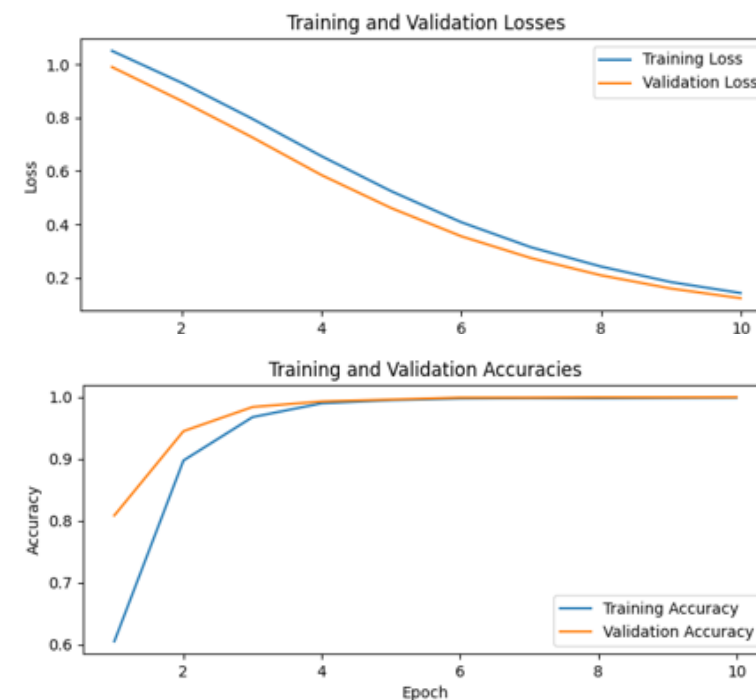 Training and Validation Losses
Training Loss
Validation Loss
1.0
0.8
0.6
0.4
0.2
Loss
2 4 6 8 10
Training and Validation Accuracies
1.0
0.9
0.8
0.7
0.6
Accuracy
Training Accuracy
Validation Accuracy
2 4 6 8 10
Epoch